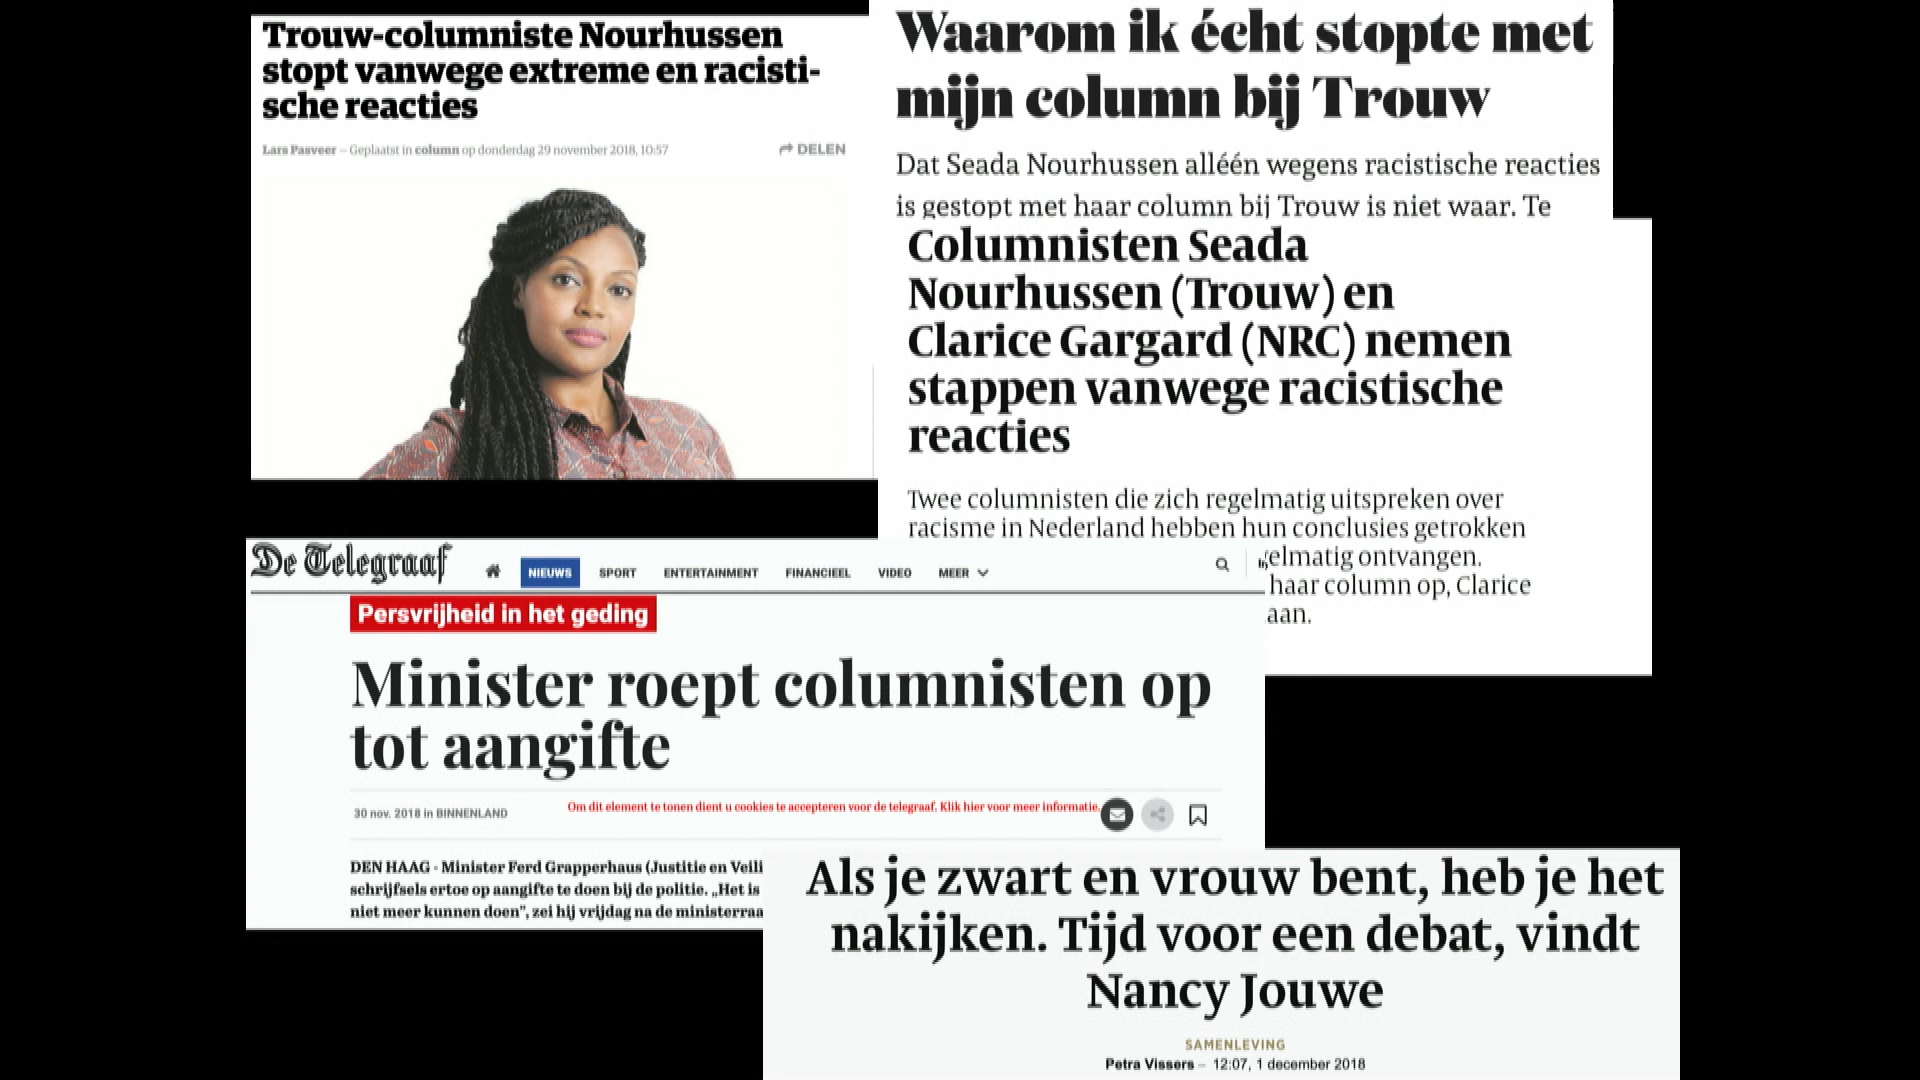 Trouw-columniste Nourhussen
stopt vanwege extreme en racisti-
sche reacties
Lars Pasveer – Geplaatst in column op donderdag 29 november 2018, 10:57
DELEN
Waarom ik écht stopte met
mijn column bij Trouw
Dat Seada Nourhussen alléén wegens racistische reacties
is gestopt met haar column bij Trouw is niet waar. Te
Columnisten Seada
Nourhussen (Trouw) en
Clarice Gargard (NRC) nemen
stappen vanwege racistische
reacties
Twee columnisten die zich regelmatig uitspreken over
racisme in Nederland hebben hun conclusies getrokken
elmatig ontvangen.
haar column op, Clarice
aan.
De Telegraaf
NIEUWS SPORT ENTERTAINMENT FINANCIEEL VIDEO MEER
Persvrijheid in het geding
Minister roept columnisten op
tot aangifte
30 nov. 2018 in BINNENLAND
Om dit element te tonen dient u cookies te accepteren voor de telegraaf. Klik hier voor meer informatie.
DEN HAAG - Minister Ferd Grapperhaus (Justitie en Veili
schrijfsels ertoe op aangifte te doen bij de politie. „Het is
niet meer kunnen doen”, zei hij vrijdag na de ministerraa
Als je zwart en vrouw bent, heb je het
nakijken. Tijd voor een debat, vindt
Nancy Jouwe
SAMENLEVING
Petra Vissers – 12:07, 1 december 2018